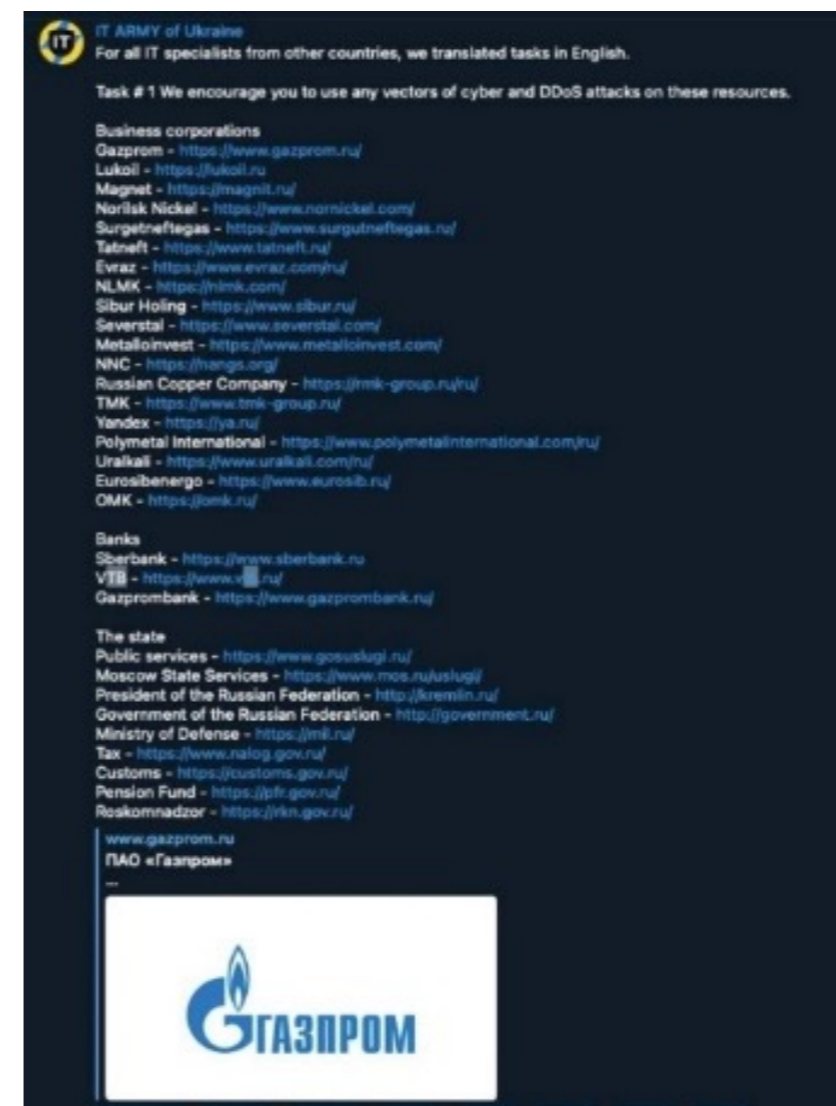 IT ARMY of Ukraine
For all IT specialists from other countries, we translated tasks in English.
Task # 1 We encourage you to use any vectors of cyber and DDoS attacks on these resources.
Business corporations
Gazprom - https://www.gazprom.ru/
Lukoil - https://lukoil.ru
Magnet - https://magnit.ru/
Norilsk Nickel - https://www.nornickel.com/
Surgetneftegas - https://www.surgutneftegas.ru/
Tatneft - https://www.tatneft.ru/
Evraz - https://www.evraz.com/ru/
NLMK - https://nlmk.com/
Sibur Holing - https://www.sibur.ru/
Severstal - https://www.severstal.com/
Metalloinvest - https://www.metalloinvest.com/
NNC - https://nangs.org/
Russian Copper Company - https://rmk-group.ru/ru/
TMK - https://www.tmk-group.ru/
Yandex - https://ya.ru/
Polymetal International - https://www.polymetalinternational.com/ru/
Uralkali - https://www.uralkali.com/ru/
Eurosibenergo - https://www.eurosib.ru/
OMK - https://omk.ru/
Banks
Sberbank - https://www.sberbank.ru
VTB -
Gazprombank - https://www.gazprombank.ru/
The state
Public services - https://www.gosuslugi.ru/
Moscow State Services - https://www.mos.ru/uslugi/
President of the Russian Federation - http://kremlin.ru/
Government of the Russian Federation - http://government.ru/
Ministry of Defense - https://mil.ru/
Tax - https://www.nalog.gov.ru/
Customs - https://customs.gov.ru/
Pension Fund - https://pfr.gov.ru/
Roskomnadzor - https://rkn.gov.ru/
www.gazprom.ru
ПАО «Газпром»
...
ГАЗПРОМ